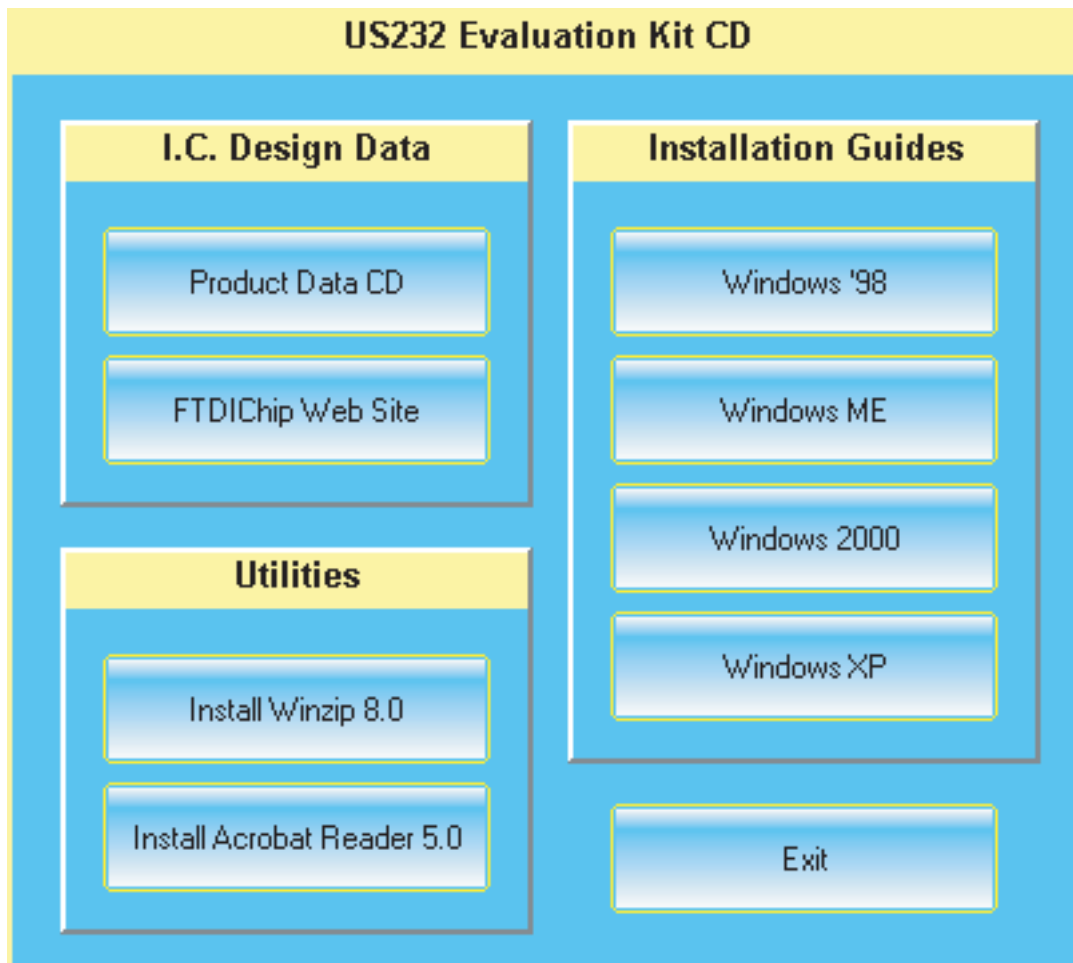 US232 Evaluation Kit CD
I.C. Design Data
Product Data CD
FTDIChip Web Site
Utilities
Install Winzip 8.0
Install Acrobat Reader 5.0
Installation Guides
Windows '98
Windows ME
Windows 2000
Windows XP
Exit